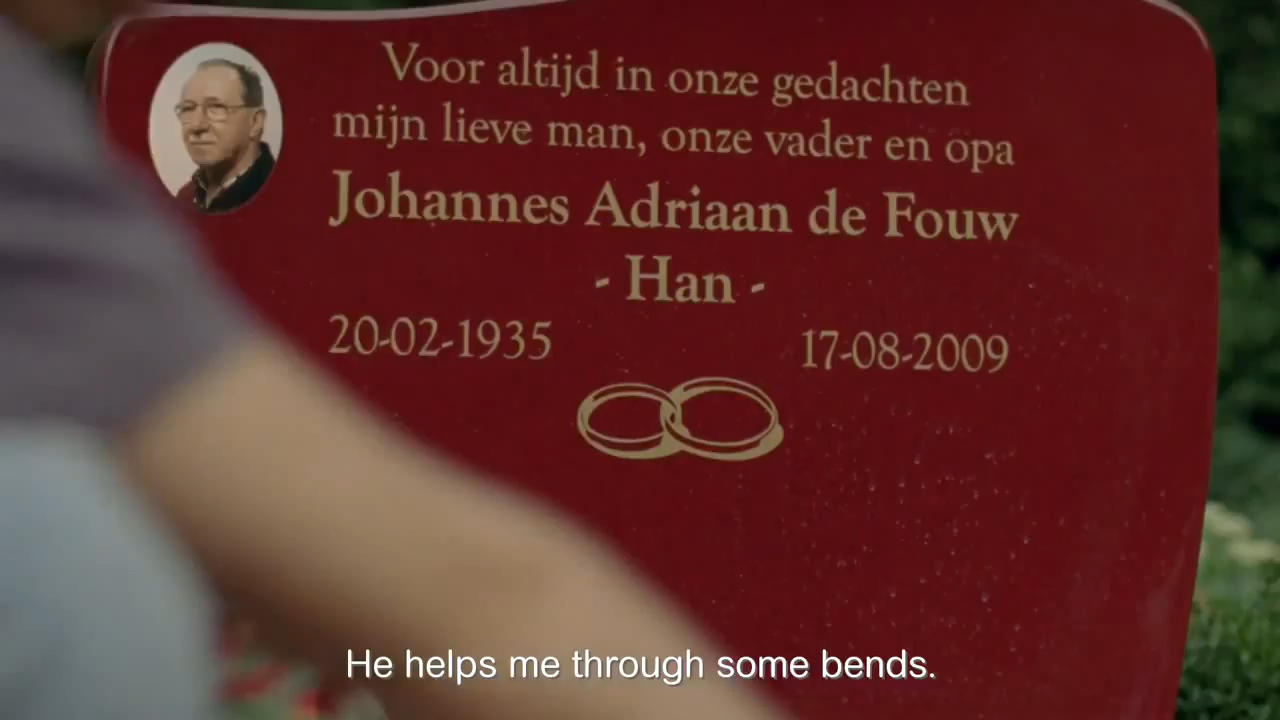 Voor altijd in onze gedachten
mijn lieve man, onze vader en opa
Johannes Adriaan de Fouw
- Han -
20-02-1935 17-08-2009
He helps me through some bends.